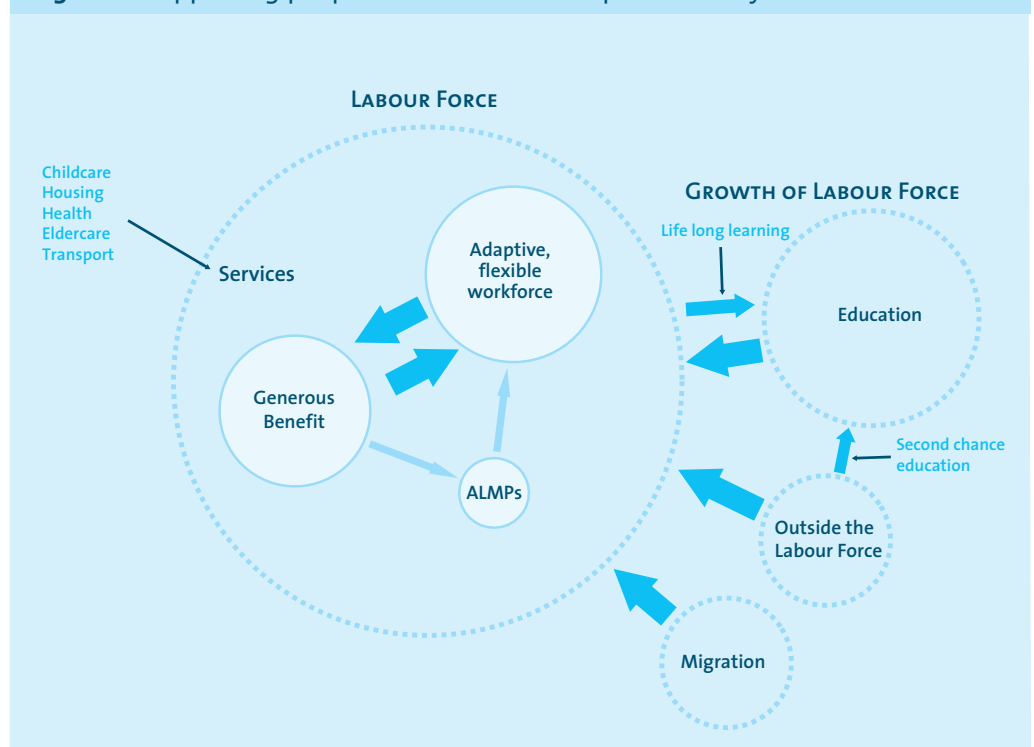 LABOUR FORCE
Childcare
Housing
Health
Eldercare
Transport
Services
Adaptive,
flexible
workforce
Generous
Benefit
ALMPs
GROWTH OF LABOUR FORCE
Life long learning
Education
Second chance
education
Outside the
Labour Force
Migration